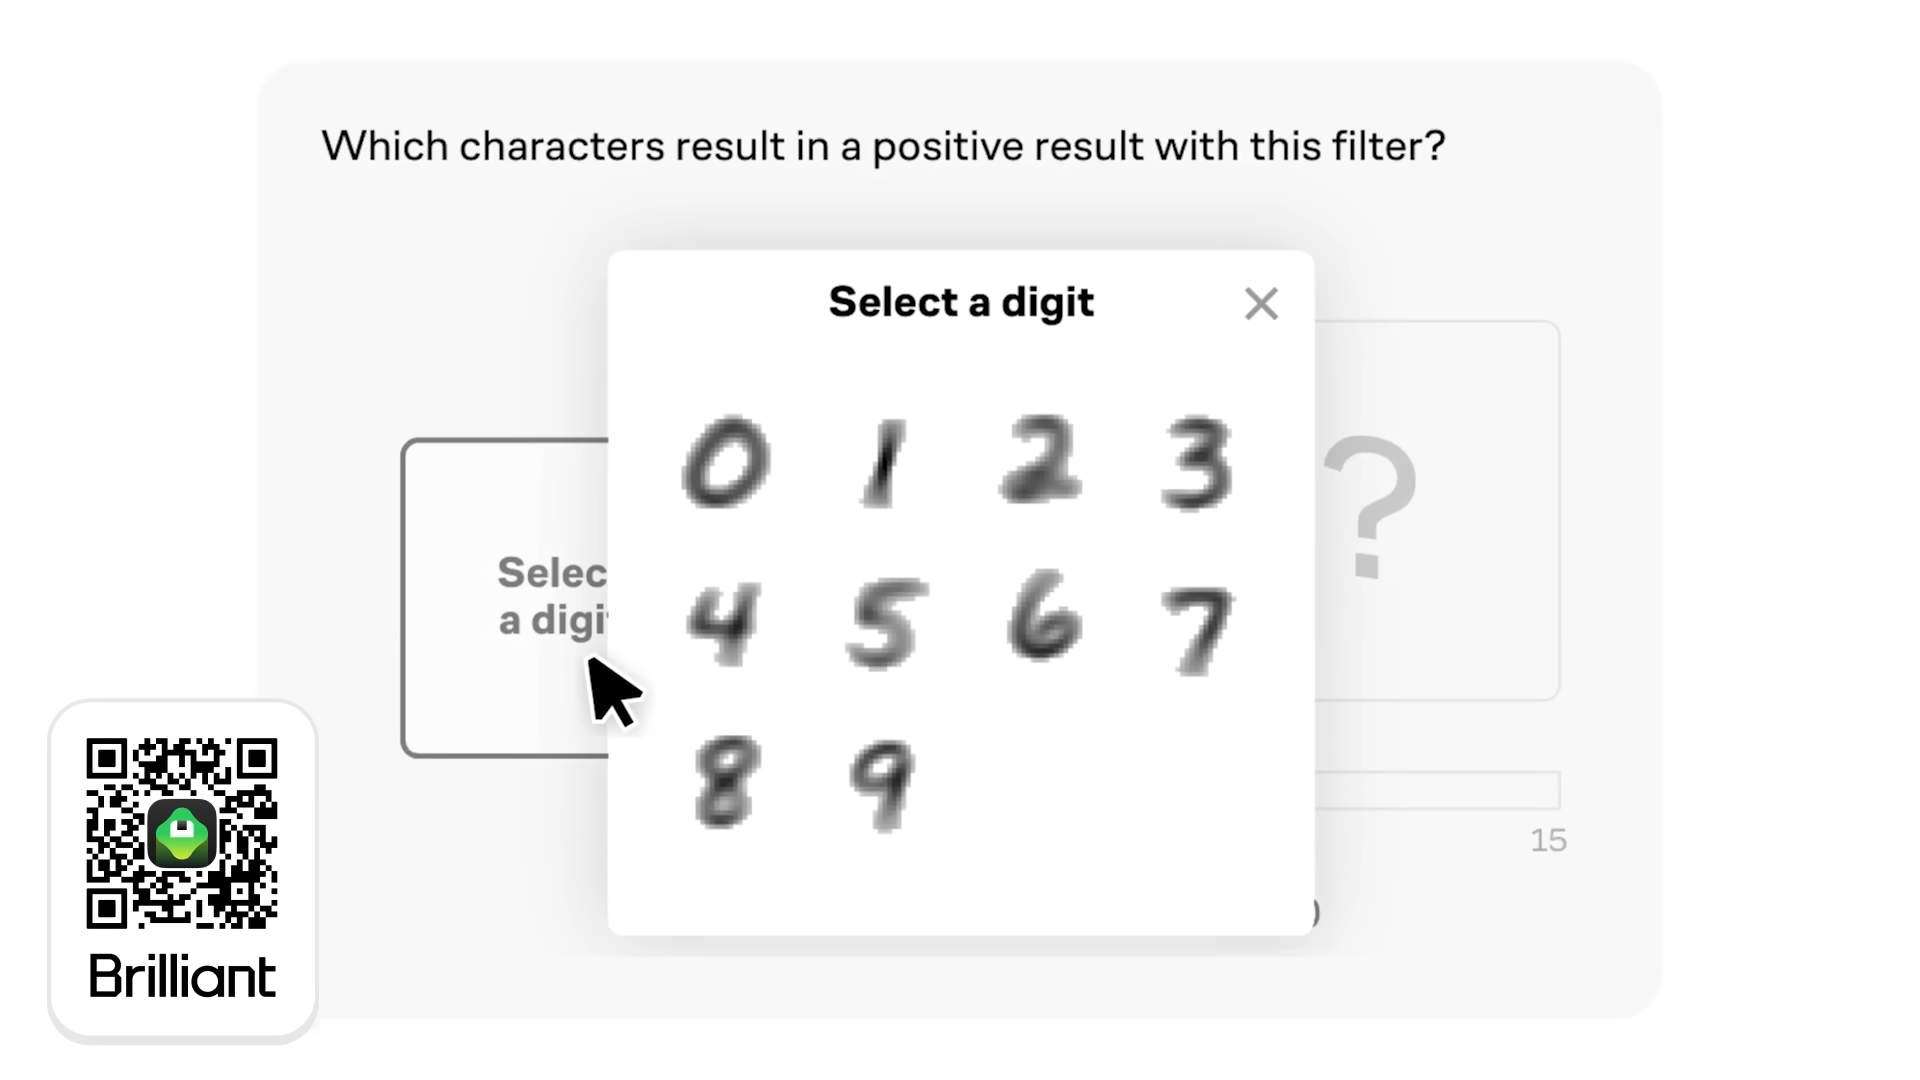 Which characters result in a positive result with this filter?
Select a digit
0 1 2 3
?
Selec
a digi
4 5 6 7
8 9
15
Brilliant